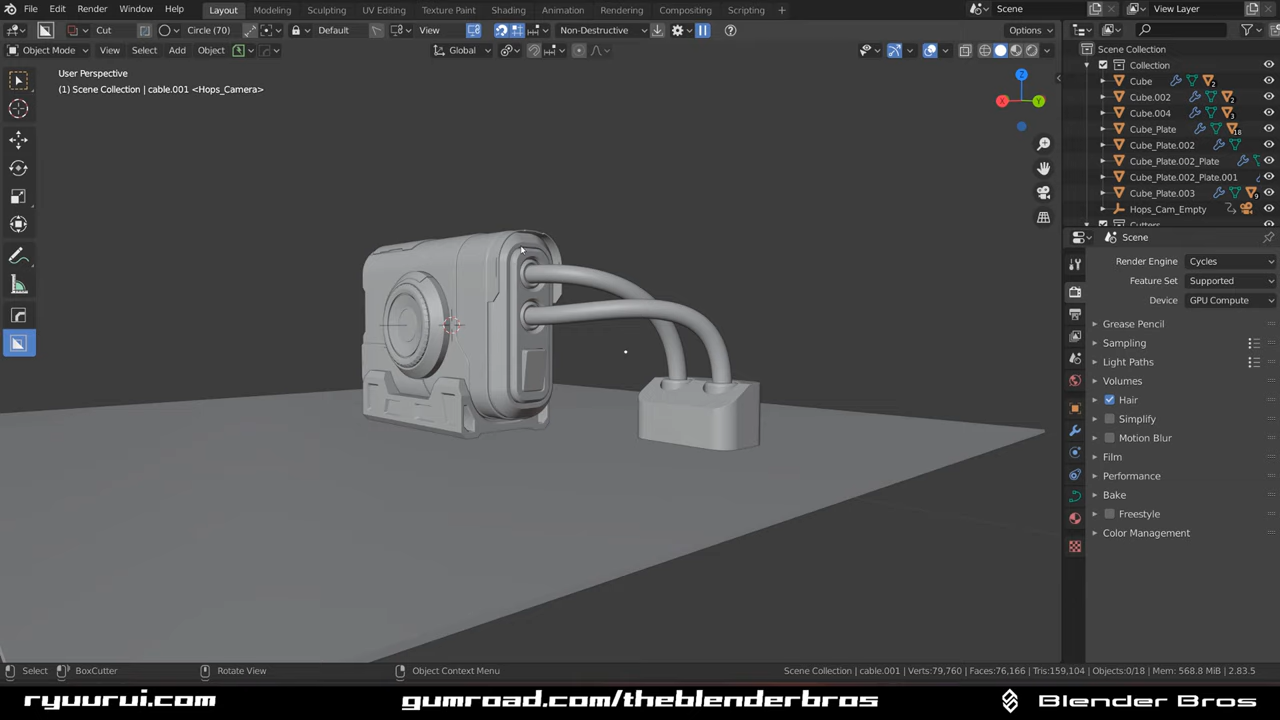 File Edit Render Window Help Layout Modeling Sculpting UV Editing Texture Paint Shading Animation Rendering Compositing Scripting + Scene View Layer
Cut Circle (70) Default View Non-Destructive Options
Object Mode View Select Add Object Global
User Perspective
(1) Scene Collection | cable.001 <Hops_Camera>
X Y Z
Scene Collection
Collection
Cube 2
Cube.002 2
Cube.004 3
Cube_Plate 18
Cube_Plate.002
Cube_Plate.002_Plate
Cube_Plate.002_Plate.001
Cube_Plate.003 9
Hops_Cam_Empty
Cutters
Scene
Render Engine Cycles
Feature Set Supported
Device GPU Compute
Grease Pencil
Sampling
Light Paths
Volumes
Hair
Simplify
Motion Blur
Film
Performance
Bake
Freestyle
Color Management
Select BoxCutter Rotate View Object Context Menu Scene Collection | cable.001 | Verts:79,760 | Faces:76,166 | Tris:159,104 | Objects:0/18 | Mem: 568.8 MiB | 2.83.5
ryuurui.com gumroad.com/theblenderbros Blender Bros